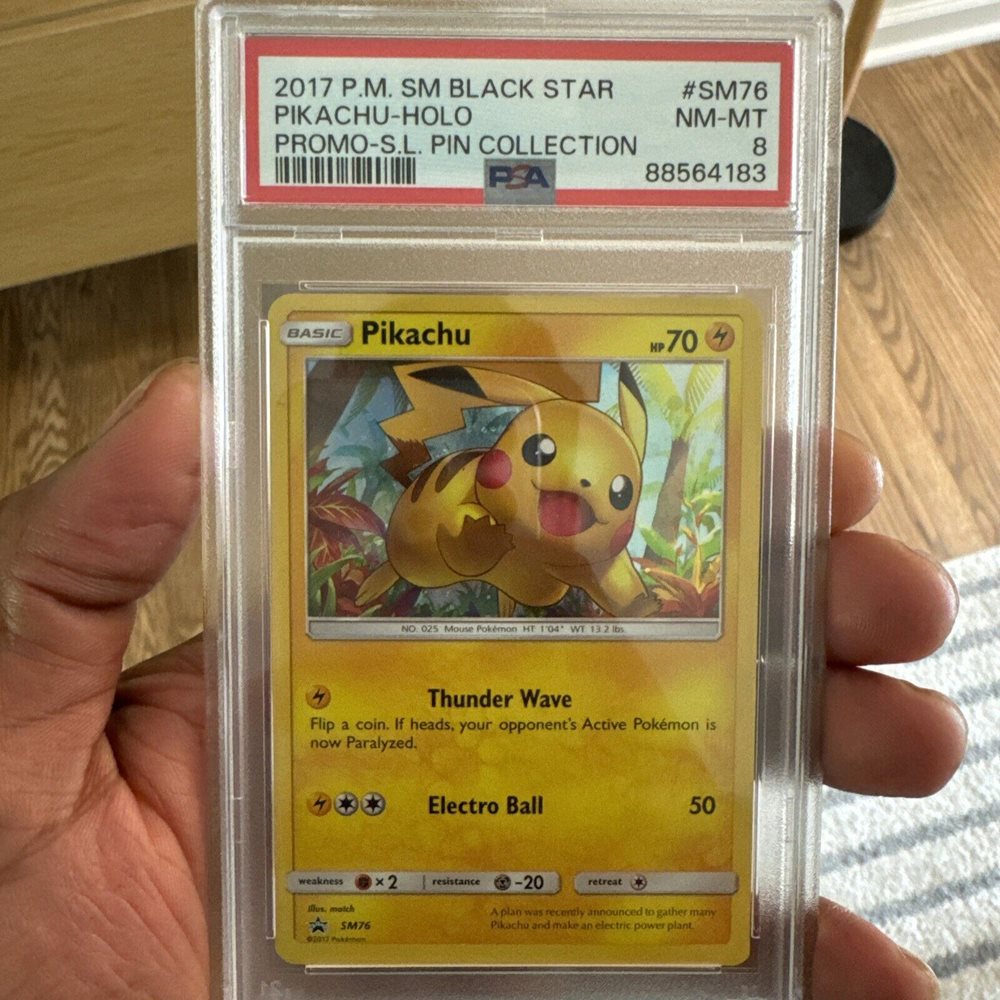 2017 P.M. SM BLACK STAR #SM76
PIKACHU-HOLO NM-MT
PROMO-S.L. PIN COLLECTION 8
PSA 88564183
BASIC Pikachu HP 70
NO. 025 Mouse Pokémon HT 1'04" WT 13.2 lbs.
Thunder Wave
Flip a coin. If heads, your opponent's Active Pokémon is
now Paralyzed.
Electro Ball 50
weakness ×2 resistance -20 retreat
Illus. match
SM76
©2017 Pokémon
A plan was recently announced to gather many
Pikachu and make an electric power plant.